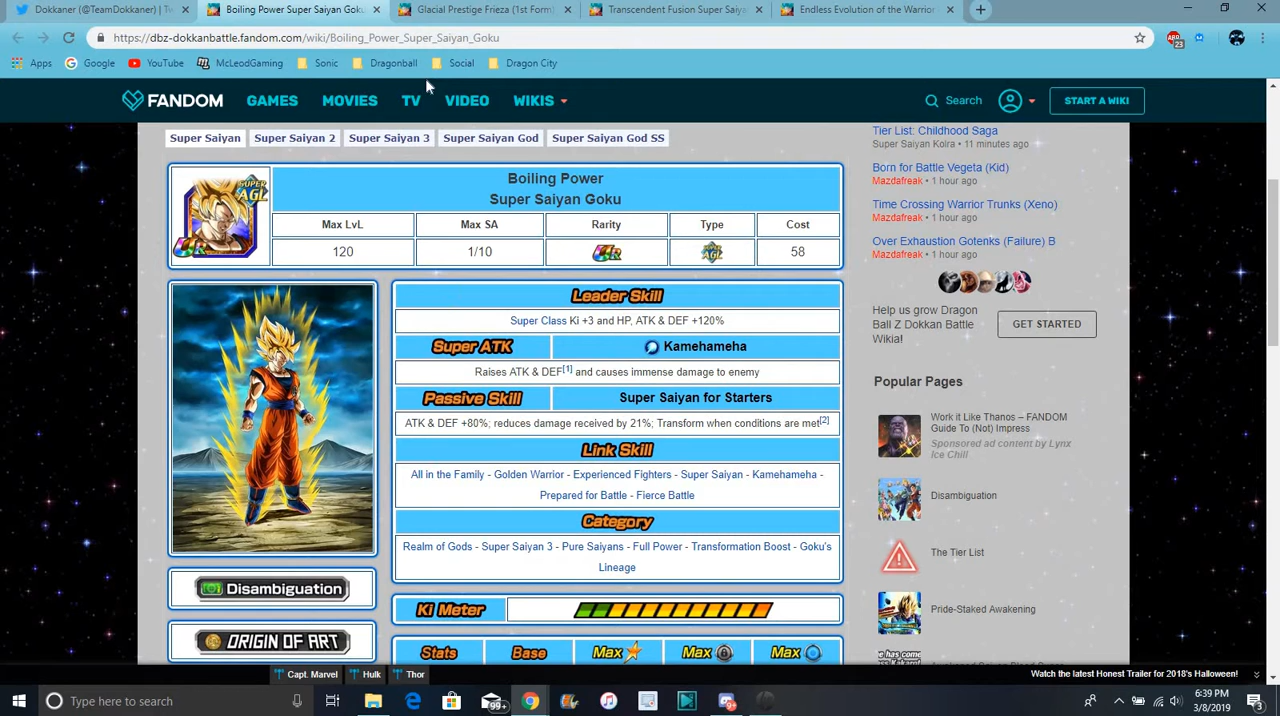 Dokkaner (@TeamDokkaner) | Tw
Boiling Power Super Saiyan Goku
Glacial Prestige Frieza (1st Form)
Transcendent Fusion Super Saiya
Endless Evolution of the Warrior
https://dbz-dokkanbattle.fandom.com/wiki/Boiling_Power_Super_Saiyan_Goku
23
Apps Google YouTube McLeodGaming Sonic Dragonball Social Dragon City
FANDOM GAMES MOVIES TV VIDEO WIKIS Search START A WIKI
Super Saiyan Super Saiyan 2 Super Saiyan 3 Super Saiyan God Super Saiyan God SS
SUPER AGL
UR
Boiling Power
Super Saiyan Goku
Max LvL Max SA Rarity Type Cost
120 1/10 UR AGL 58
Leader Skill
Super Class Ki +3 and HP, ATK & DEF +120%
Super ATK Kamehameha
Raises ATK & DEF[1] and causes immense damage to enemy
Passive Skill Super Saiyan for Starters
ATK & DEF +80%; reduces damage received by 21%; Transform when conditions are met[2]
Link Skill
All in the Family - Golden Warrior - Experienced Fighters - Super Saiyan - Kamehameha -
Prepared for Battle - Fierce Battle
Category
Realm of Gods - Super Saiyan 3 - Pure Saiyans - Full Power - Transformation Boost - Goku's
Lineage
Ki Meter
Stats Base Max Max Max
Disambiguation
ORIGIN OF ART
Tier List: Childhood Saga
Super Saiyan Kolra • 11 minutes ago
Born for Battle Vegeta (Kid)
Mazdafreak • 1 hour ago
Time Crossing Warrior Trunks (Xeno)
Mazdafreak • 1 hour ago
Over Exhaustion Gotenks (Failure) B
Mazdafreak • 1 hour ago
Help us grow Dragon
Ball Z Dokkan Battle
Wikia!
GET STARTED
Popular Pages
Work it Like Thanos – FANDOM
Guide To (Not) Impress
Sponsored ad content by Lynx
Ice Chill
Disambiguation
The Tier List
Pride-Staked Awakening
Capt. Marvel Hulk Thor
Watch the latest Honest Trailer for 2018's Halloween!
Type here to search
99+
9+
6:39 PM
3/8/2019
3